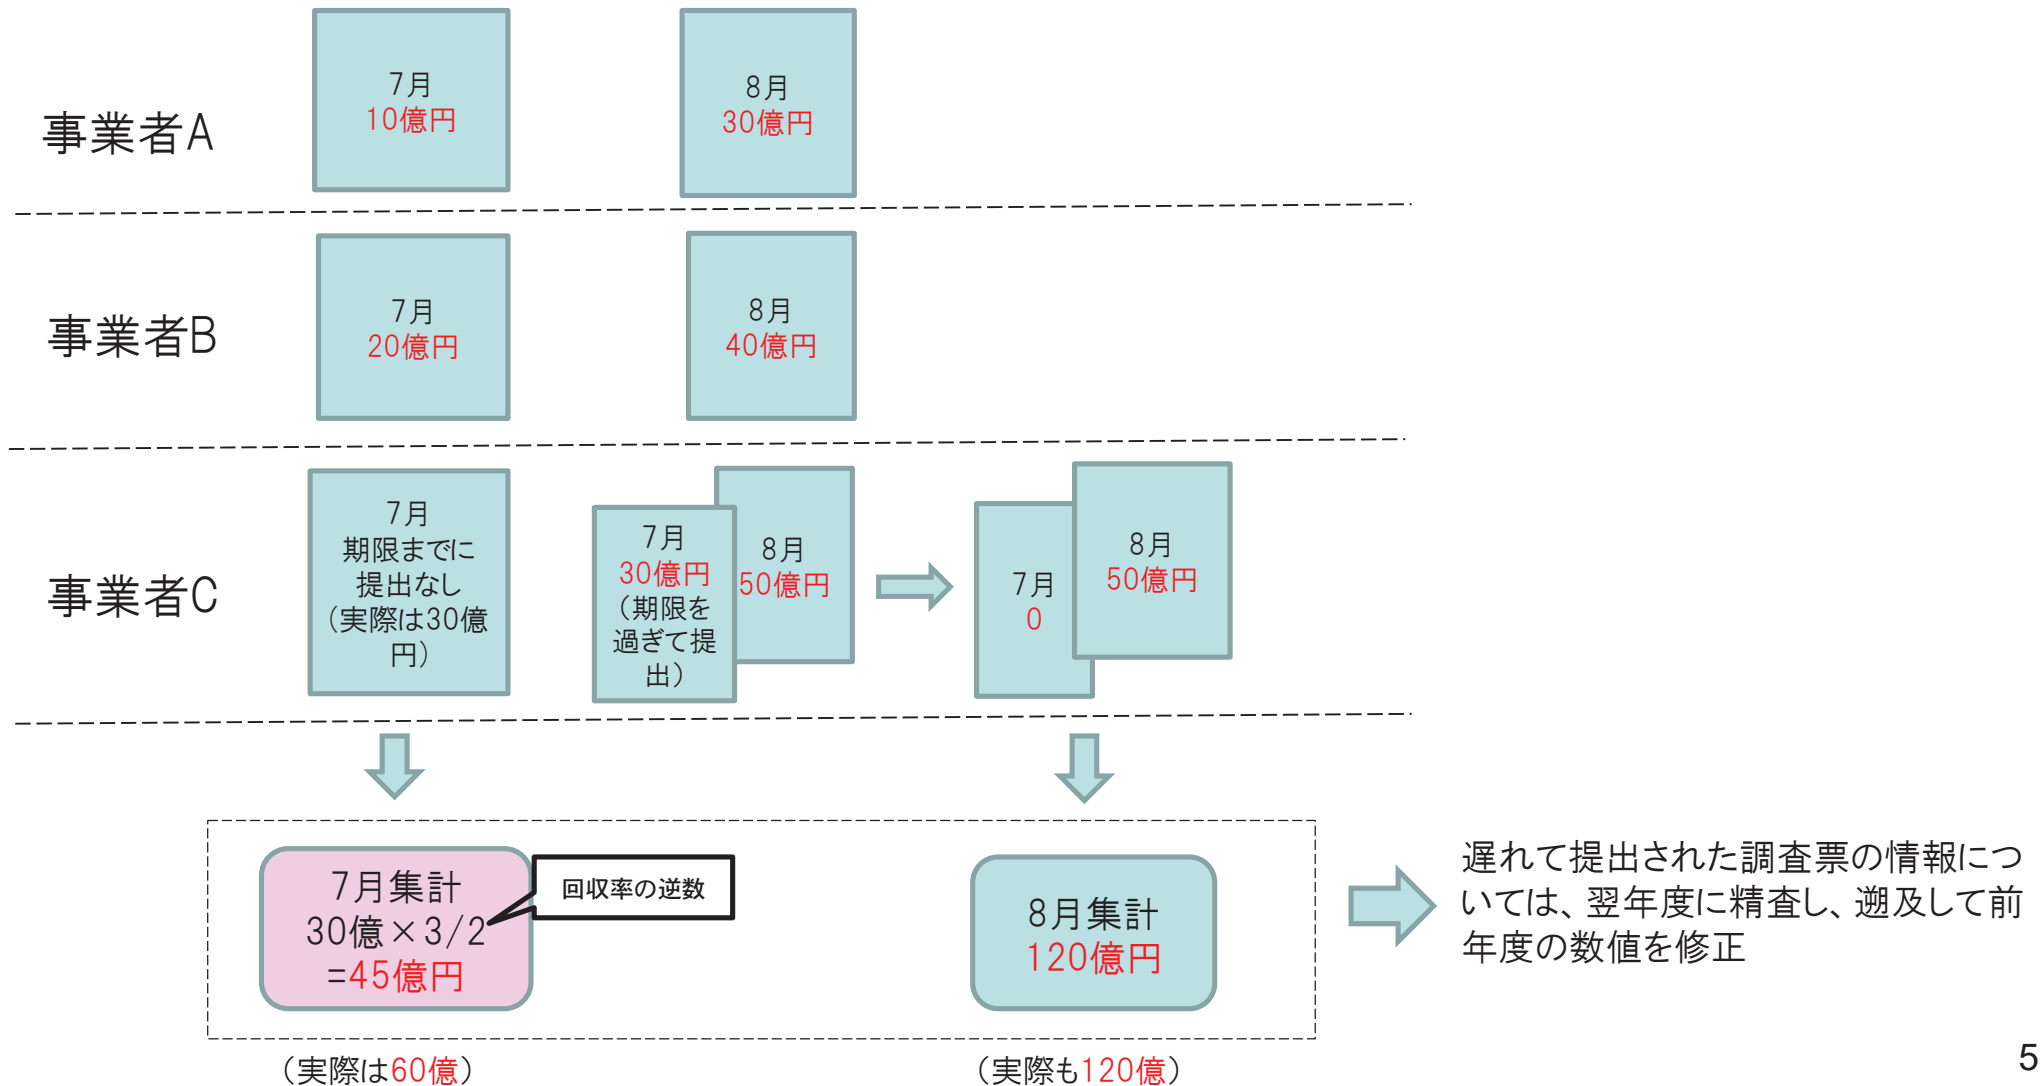 事業者A
7月
10億円
8月
30億円
事業者B
7月
20億円
8月
40億円
事業者C
7月
期限までに
提出なし
（実際は30億
円）
7月
30億円
（期限を
過ぎて提
出）
8月
50億円
7月
0
8月
50億円
7月集計
30億×3/2
=45億円
回収率の逆数
8月集計
120億円
遅れて提出された調査票の情報につ
いては、翌年度に精査し、遡及して前
年度の数値を修正
（実際は60億）
（実際も120億）
5